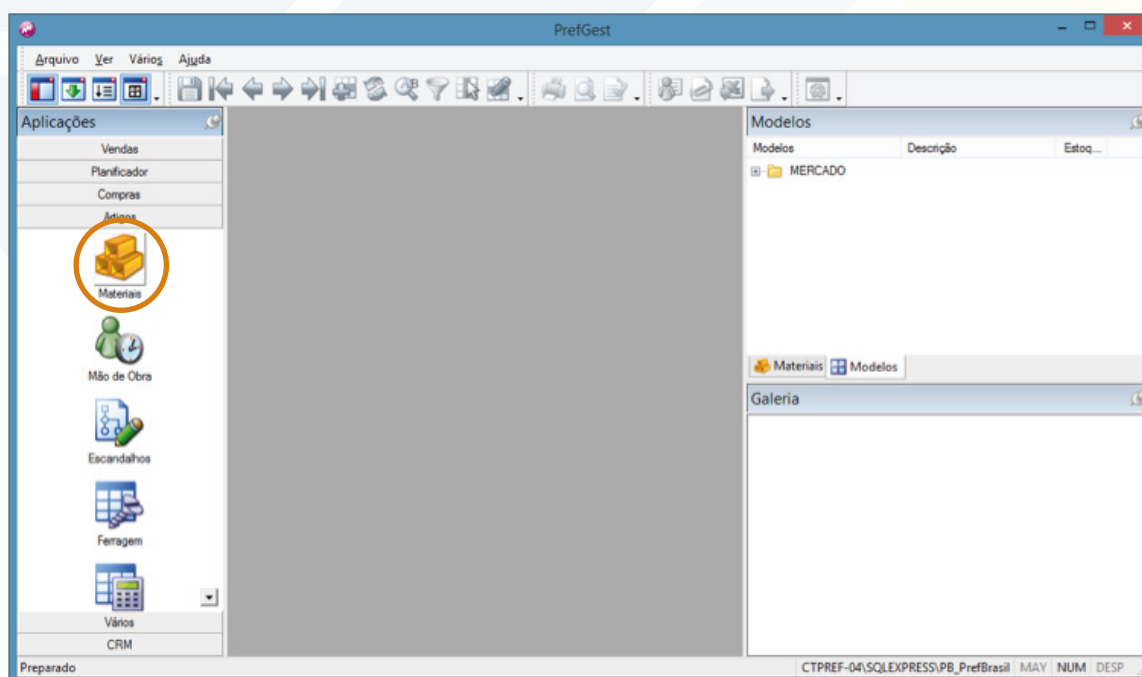 PrefGest
Arquivo Ver Vários Ajuda
Aplicações
Vendas
Planificador
Compras
Artigos
Materiais
Mão de Obra
Escandalhos
Ferragem
Vários
CRM
Modelos
Modelos Descrição Estoq...
MERCADO
Materiais Modelos
Galeria
Preparado CTPREF-04\SQLEXPRESS\PB_PrefBrasil MAY NUM DESP